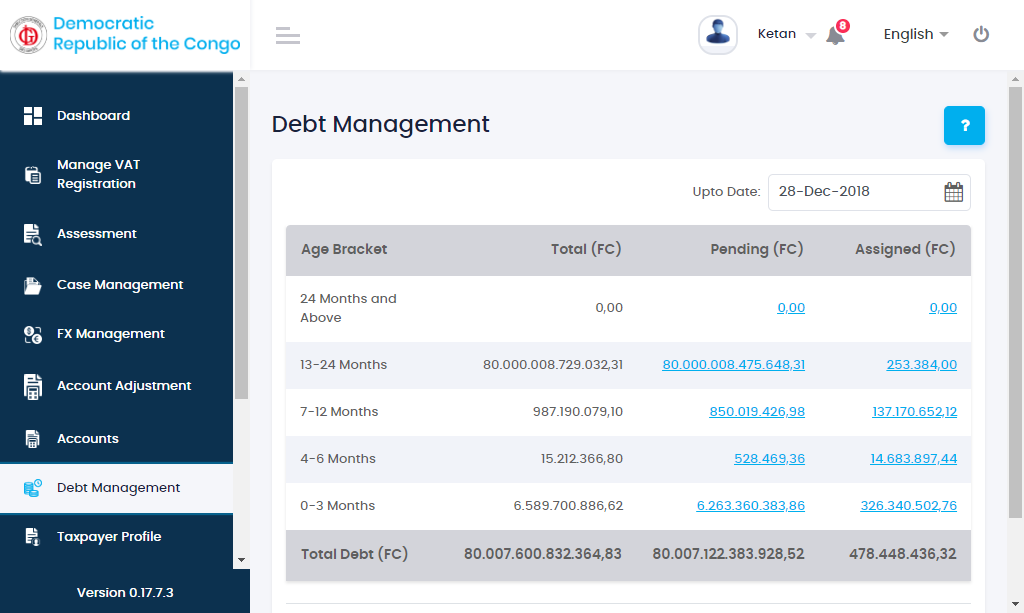 Democratic
Republic of the Congo
Ketan
8
English
Dashboard
Manage VAT
Registration
Assessment
Case Management
FX Management
Account Adjustment
Accounts
Debt Management
Taxpayer Profile
Version 0.17.7.3
Debt Management
?
Upto Date: 28-Dec-2018
Age Bracket Total (FC) Pending (FC) Assigned (FC)
24 Months and
Above 0,00 0,00 0,00
13-24 Months 80.000.008.729.032,31 80.000.008.475.648,31 253.384,00
7-12 Months 987.190.079,10 850.019.426,98 137.170.652,12
4-6 Months 15.212.366,80 528.469,36 14.683.897,44
0-3 Months 6.589.700.886,62 6.263.360.383,86 326.340.502,76
Total Debt (FC) 80.007.600.832.364,83 80.007.122.383.928,52 478.448.436,32